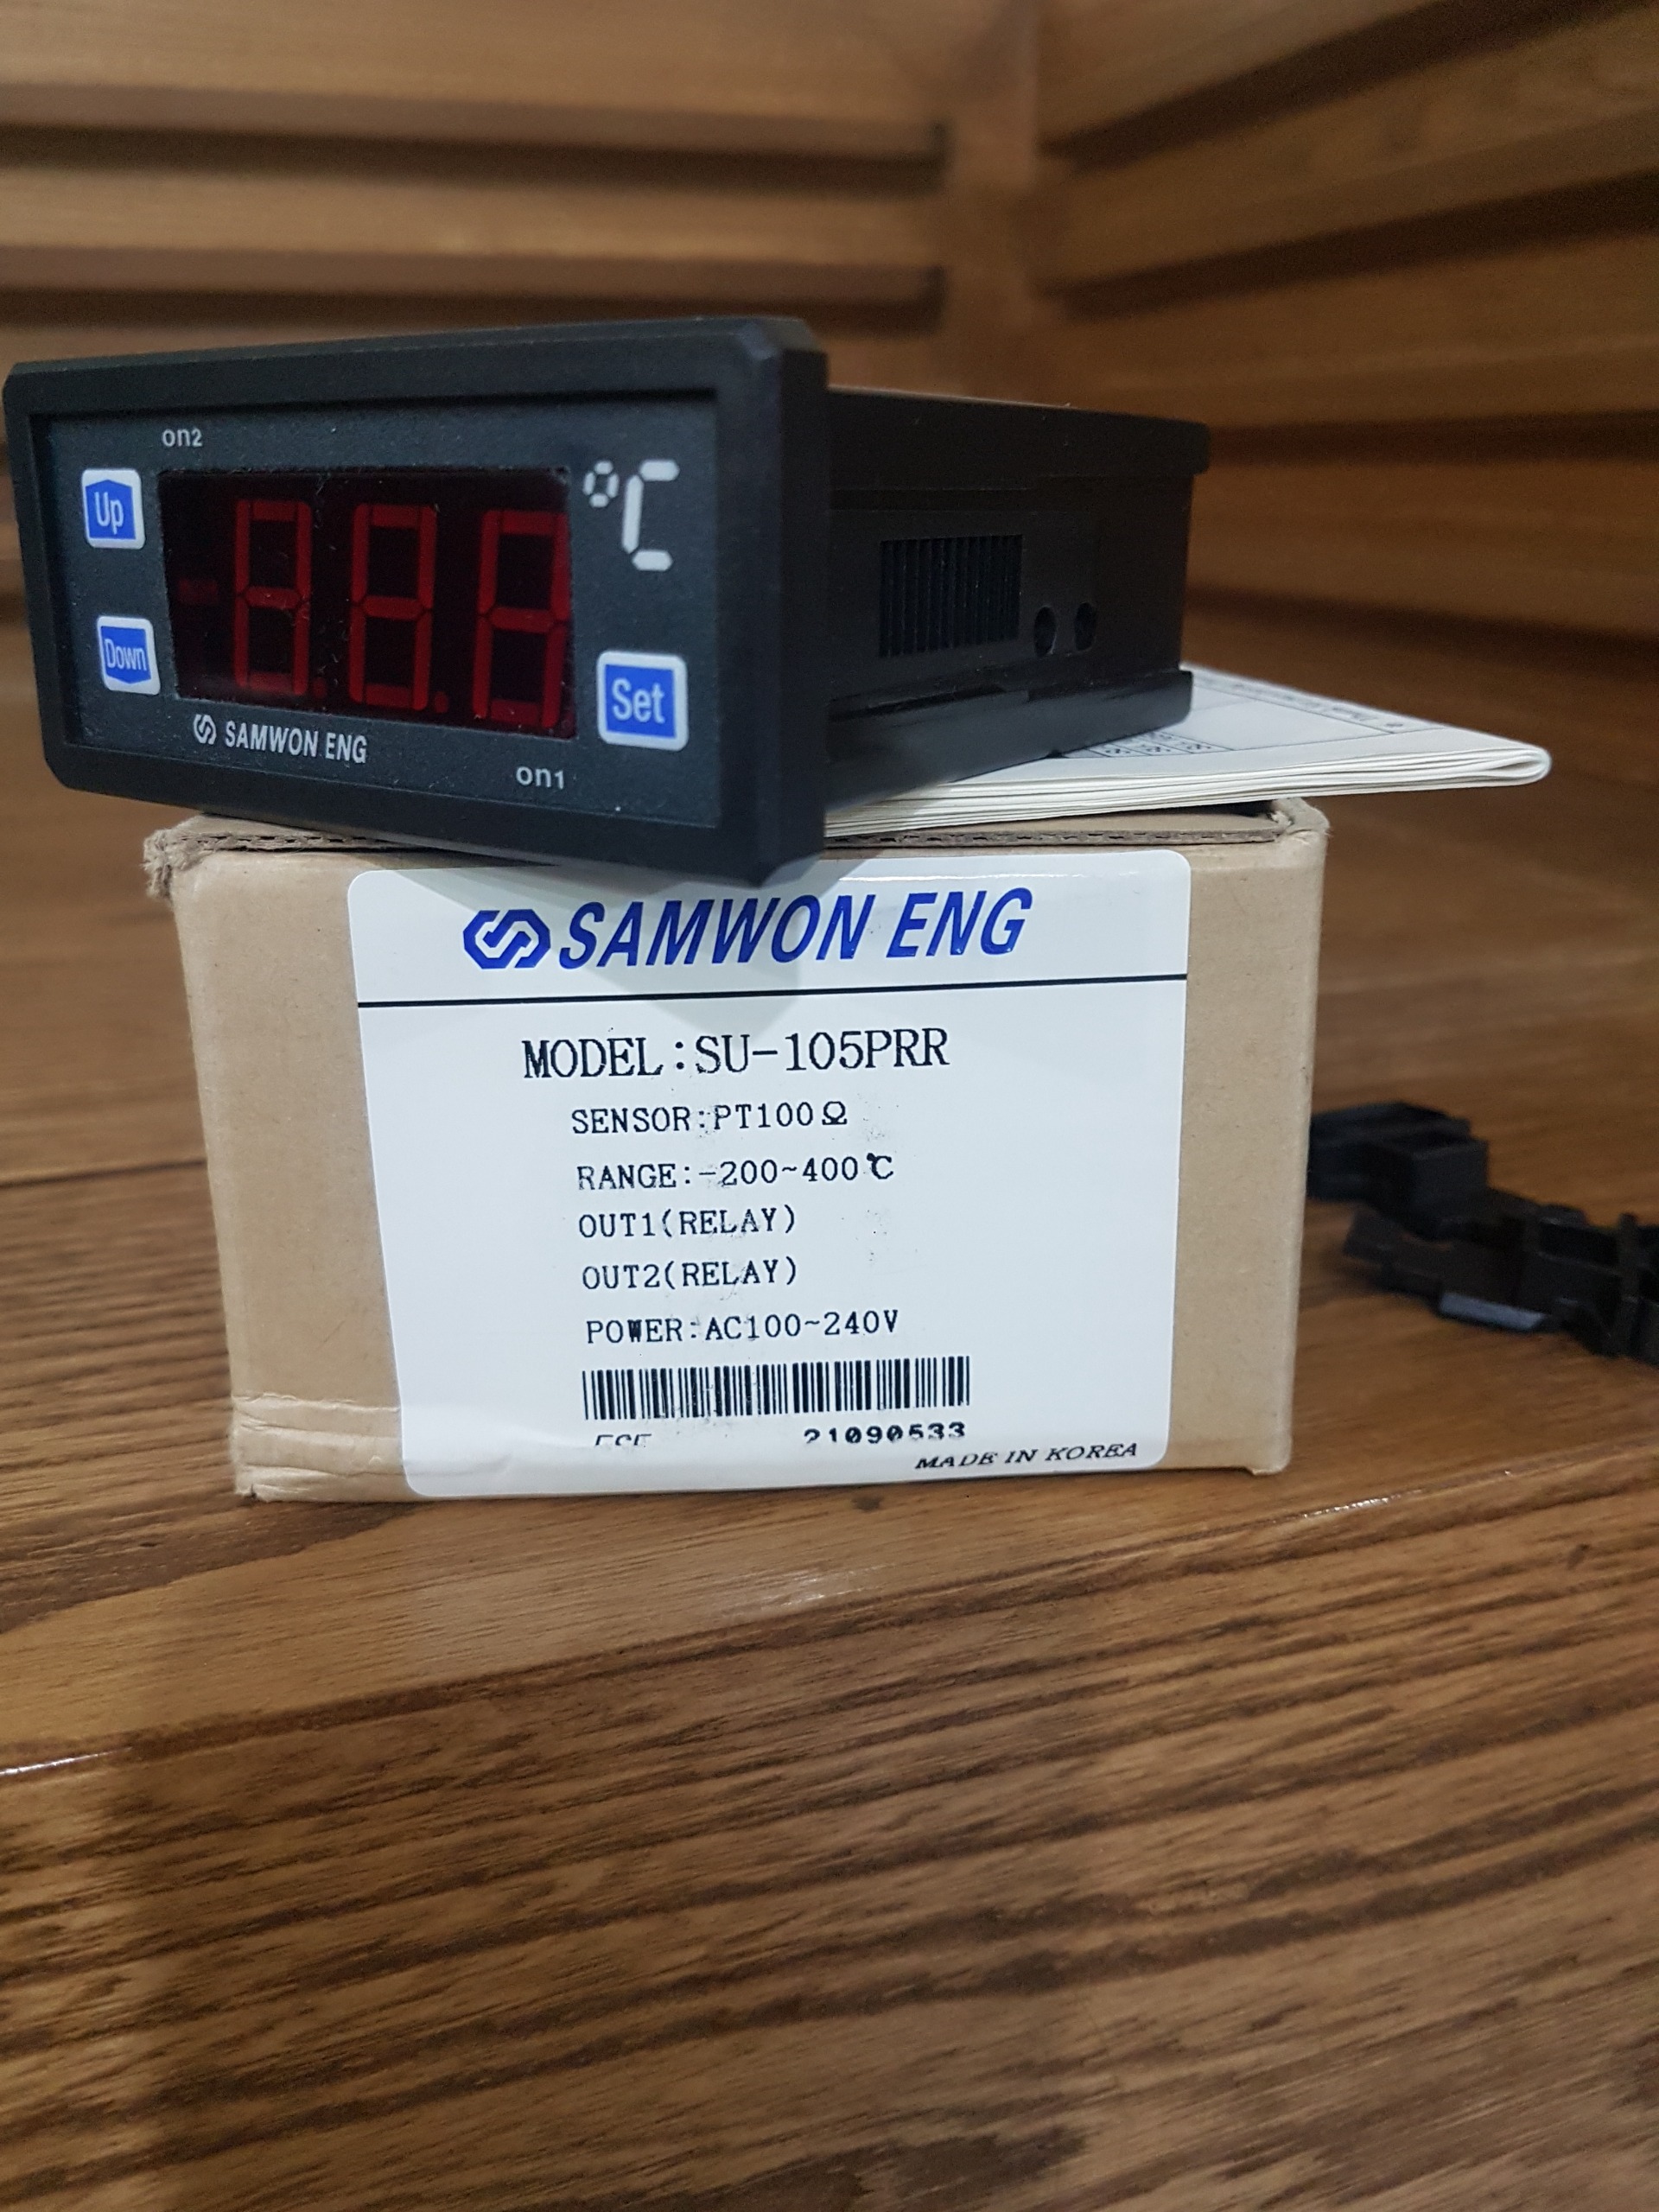 on2
Up
°C
Down
Set
SAMWON ENG
on1
SAMWON ENG
MODEL:SU-105PRR
SENSOR:PT100Ω
RANGE:-200~400℃
OUT1(RELAY)
OUT2(RELAY)
POWER:AC100~240V
21090533
MADE IN KOREA